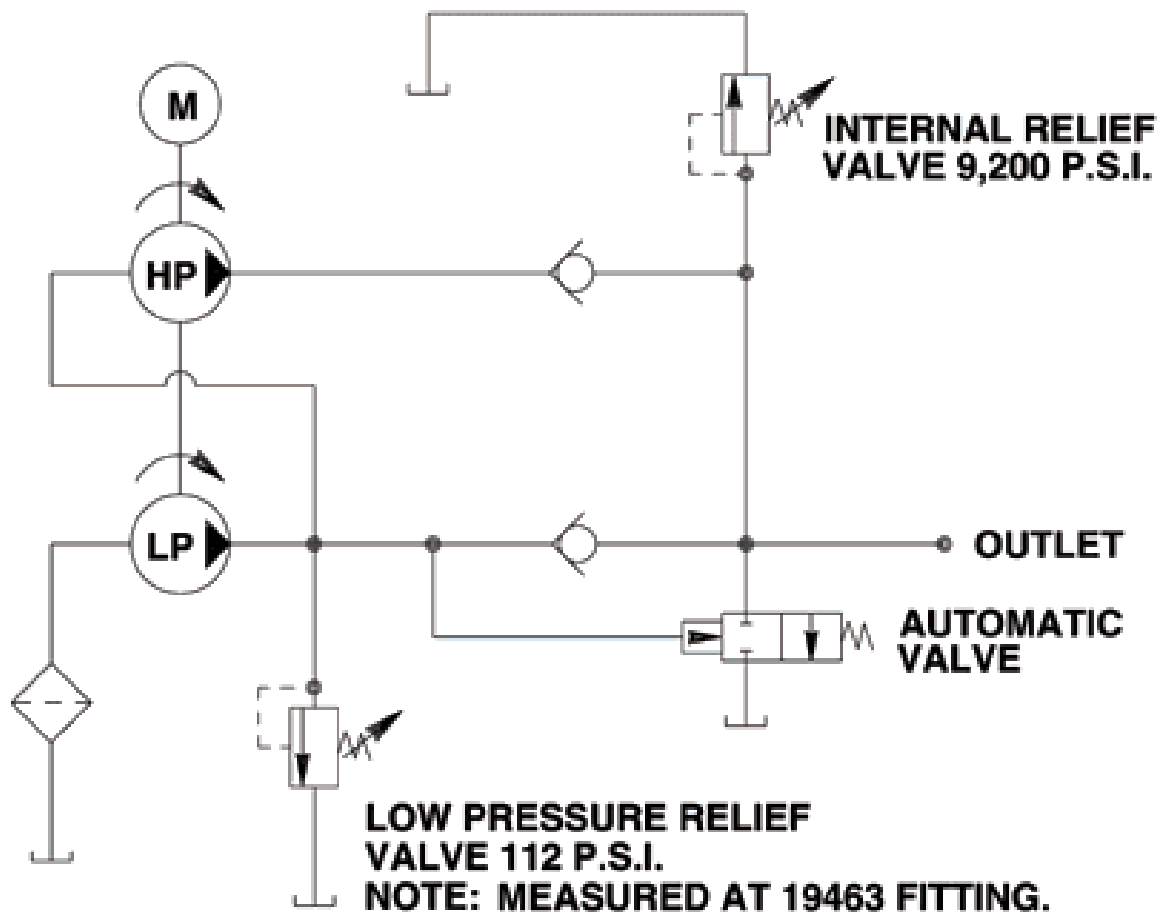 M
INTERNAL RELIEF
VALVE 9,200 P.S.I.
HP
LP
OUTLET
AUTOMATIC
VALVE
LOW PRESSURE RELIEF
VALVE 112 P.S.I.
NOTE: MEASURED AT 19463 FITTING.